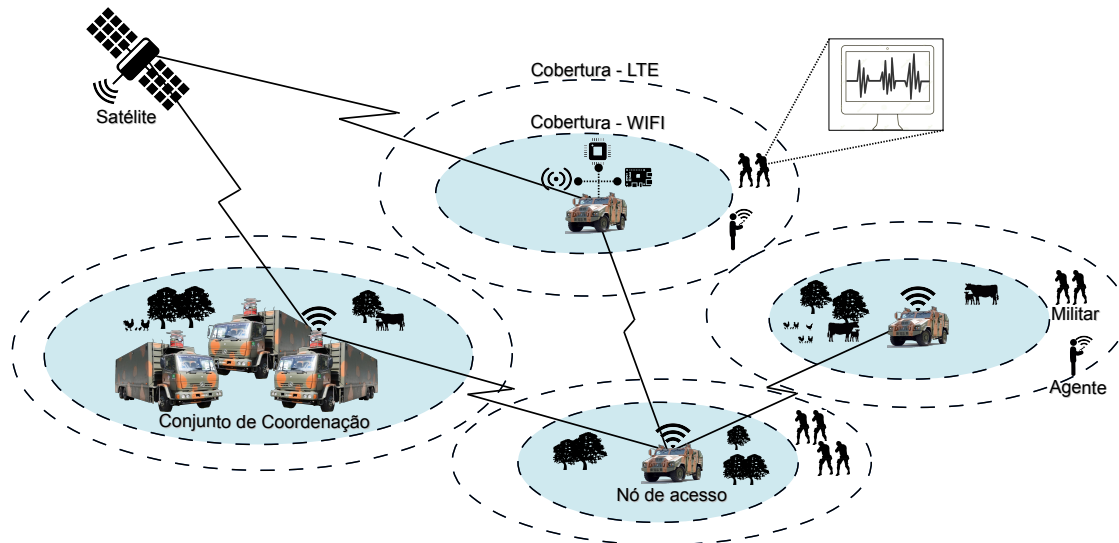 Cobertura - LTE
Satélite
Cobertura - WIFI
Militar
Agente
Conjunto de Coordenação
Nó de acesso